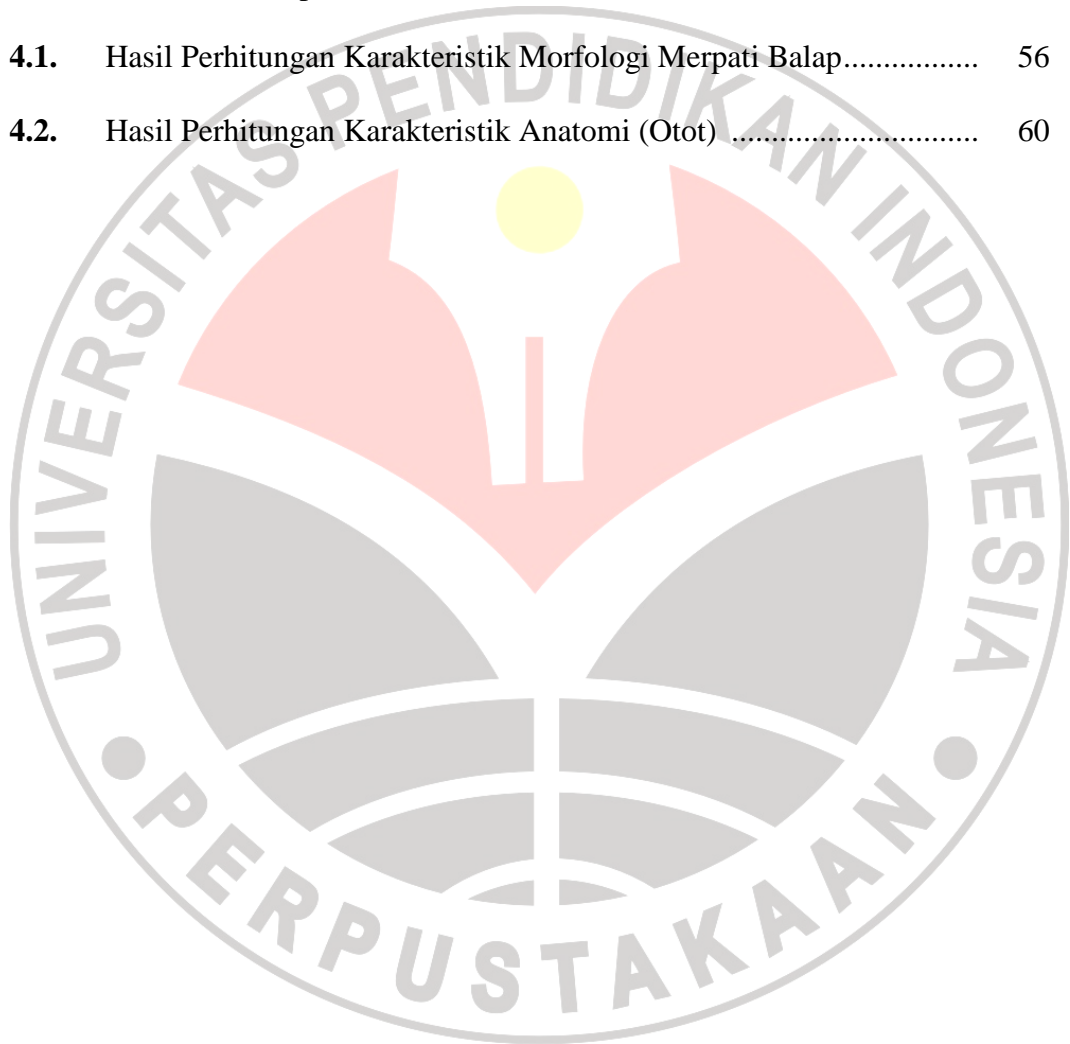 4.1. Hasil Perhitungan Karakteristik Morfologi Merpati Balap................. 56
4.2. Hasil Perhitungan Karakteristik Anatomi (Otot) ............................. 60
UNIVERSITAS PENDIDIKAN INDONESIA
PERPUSTAKAAN